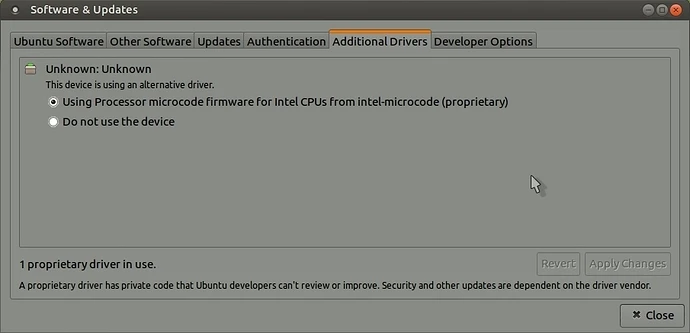 Software & Updates
Ubuntu Software Other Software Updates Authentication Additional Drivers Developer Options
Unknown: Unknown
This device is using an alternative driver.
Using Processor microcode firmware for Intel CPUs from intel-microcode (proprietary)
Do not use the device
1 proprietary driver in use.
Revert Apply Changes
A proprietary driver has private code that Ubuntu developers can't review or improve. Security and other updates are dependent on the driver vendor.
Close